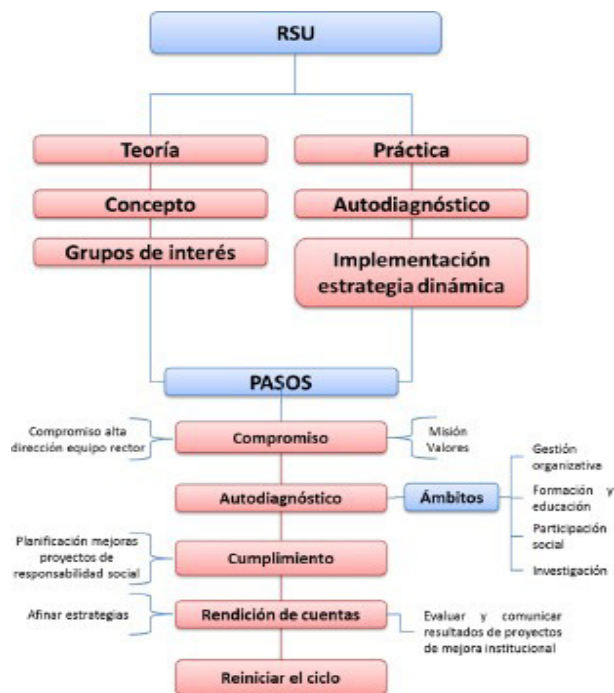 RSU
Teoría
Práctica
Concepto
Autodiagnóstico
Grupos de interés
Implementación
estrategia dinámica
PASOS
Compromiso alta
dirección equipo rector
Compromiso
Misión
Valores
Autodiagnóstico
Ámbitos
Gestión
organizativa
Formación y
educación
Participación
social
Investigación
Planificación mejoras
proyectos de
responsabilidad social
Cumplimiento
Afinar estrategias
Rendición de cuentas
Evaluar y comunicar
resultados de proyectos
de mejora institucional
Reiniciar el ciclo